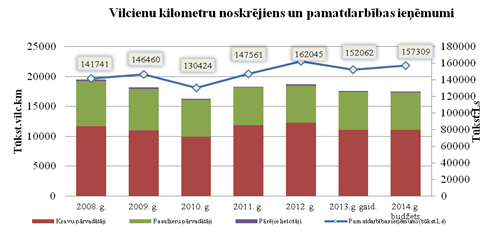 Vilcienu kilometru noskrējiens un pamatdarbības ieņēmumi
25000
20000
15000
10000
5000
0
Tūkst.vilc.km
141741
146460
130424
147561
162045
152062
157309
180000
160000
140000
120000
100000
80000
60000
40000
20000
0
Tūkst.Ls
2008. g.
2009. g.
2010. g.
2011. g.
2012. g.
2013.g. gaid.
2014.g. budžets
Kravu pārvadātāji
Pasažieru pārvadātāji
Pārējie lietotāji
Pamatdarbības ieņēmumi (tūkst.Ls)